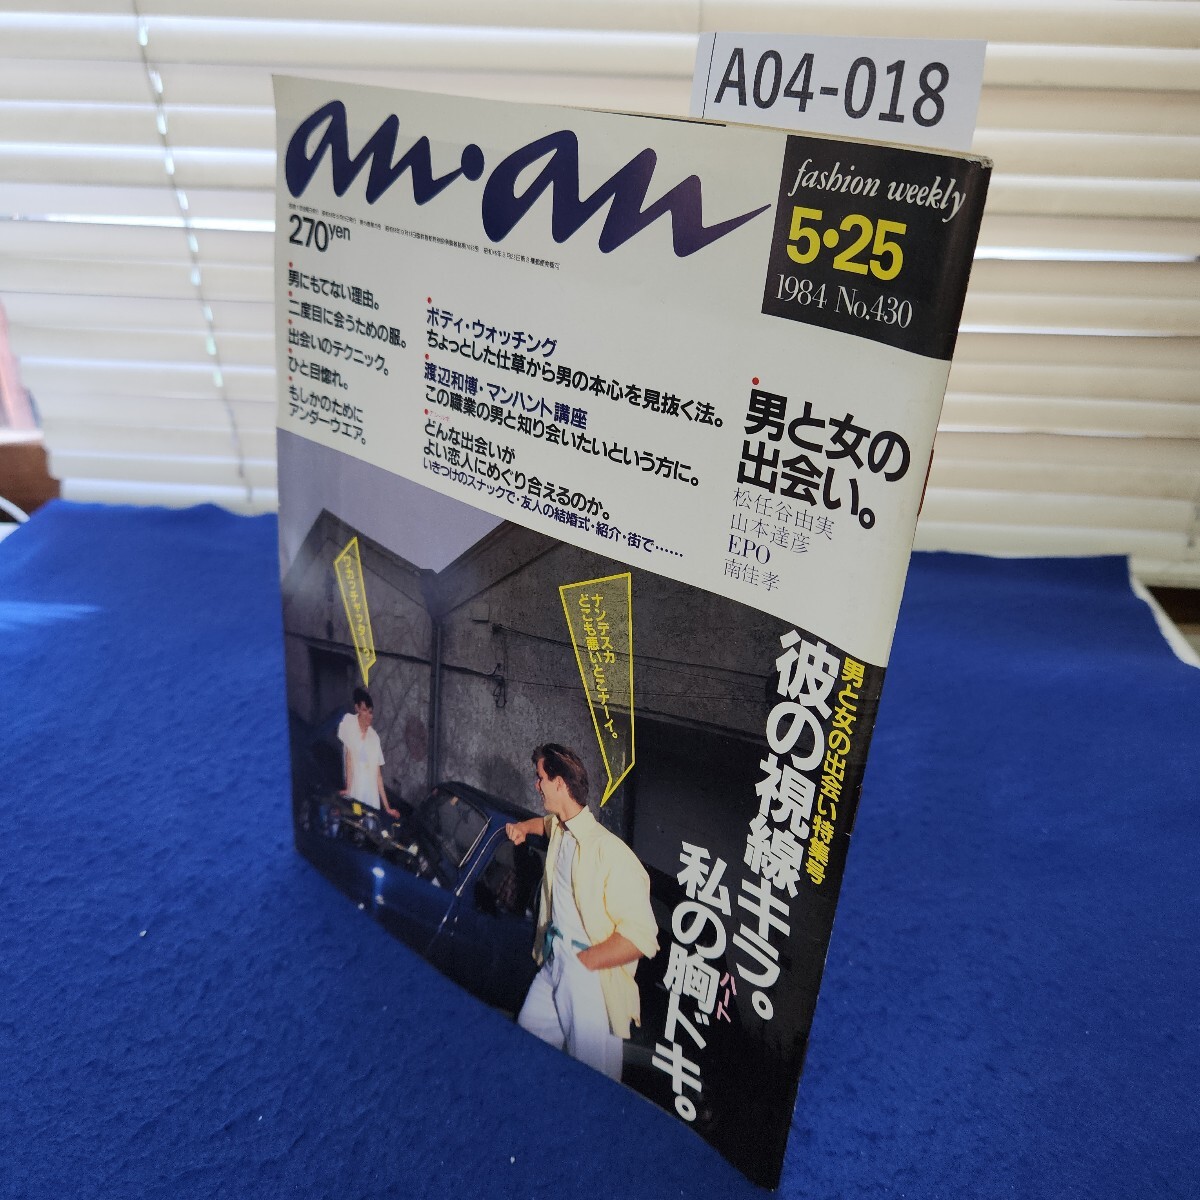 A04-018
an・an
fashion weekly
5・25
1984 No.430
270yen
・男にもてない理由。
・二度目に会うための服。
・出会いのテクニック。
・ひと目惚れ。
・もしかのために
アンダーウエア。
・ボディ・ウォッチング
ちょっとした仕草から男の本心を見抜く法。
・渡辺和博・マンハント講座
この職業の男と知り合いたいという方に。
どんな出会いが
よい恋人にめぐり合えるのか。
いきつけのスナックで・友人の結婚式・紹介・街で……
・男と女の
出会い。
松任谷由実
山本達彦
EPO
南佳孝
ナンデスカ
どこも悪いとこナーイ。
男と女の出会い特集号
彼の視線キラ。
私の胸ドキ。
ハート